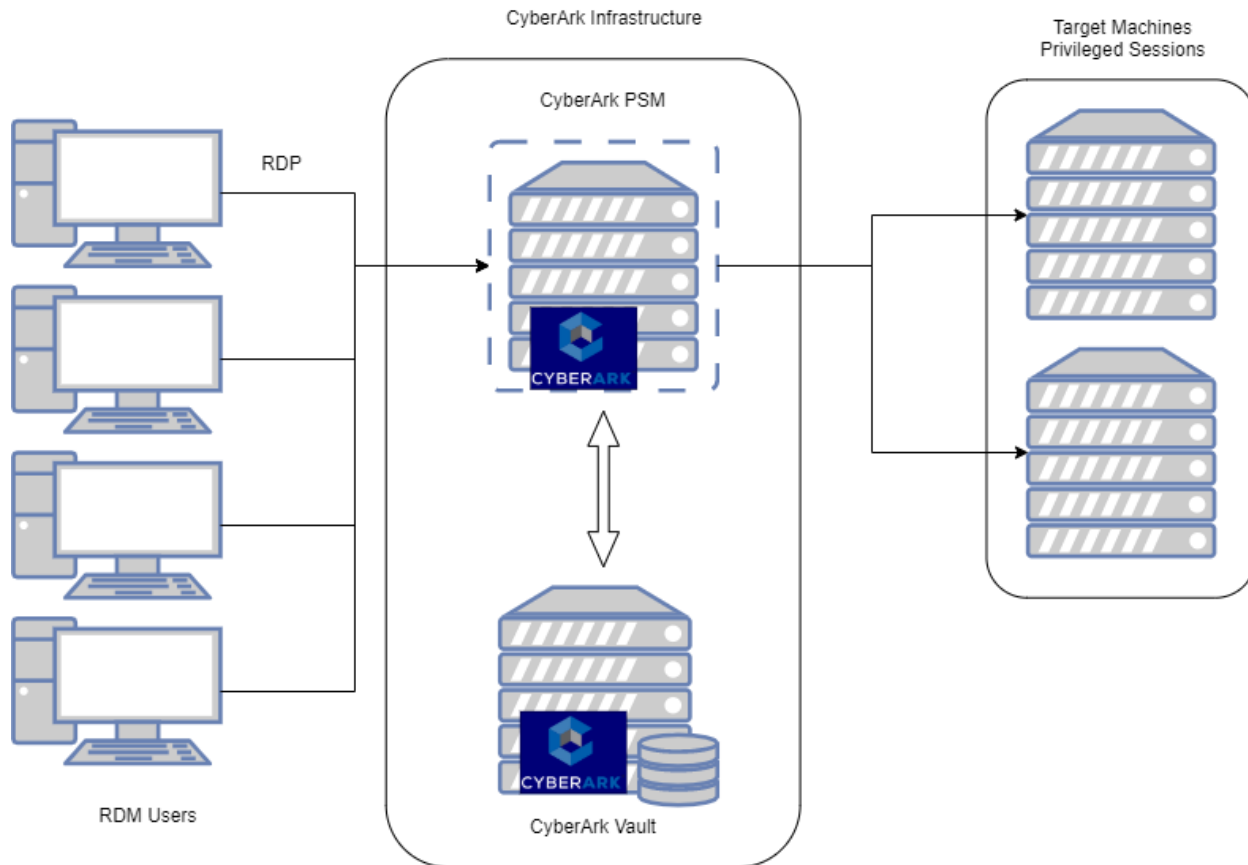 CyberArk Infrastructure
Target Machines
Privileged Sessions
CyberArk PSM
RDP
CYBERARK
CYBERARK
RDM Users
CyberArk Vault